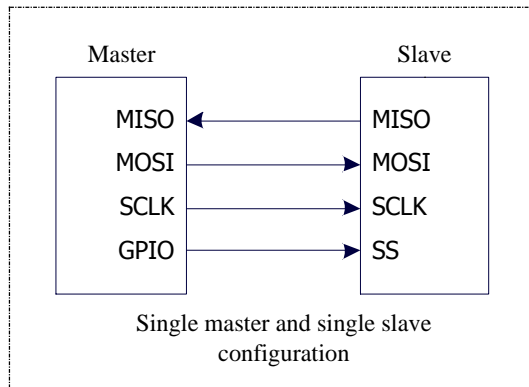 Master Slave
MISO MISO
MOSI MOSI
SCLK SCLK
GPIO SS
Single master and single slave
configuration